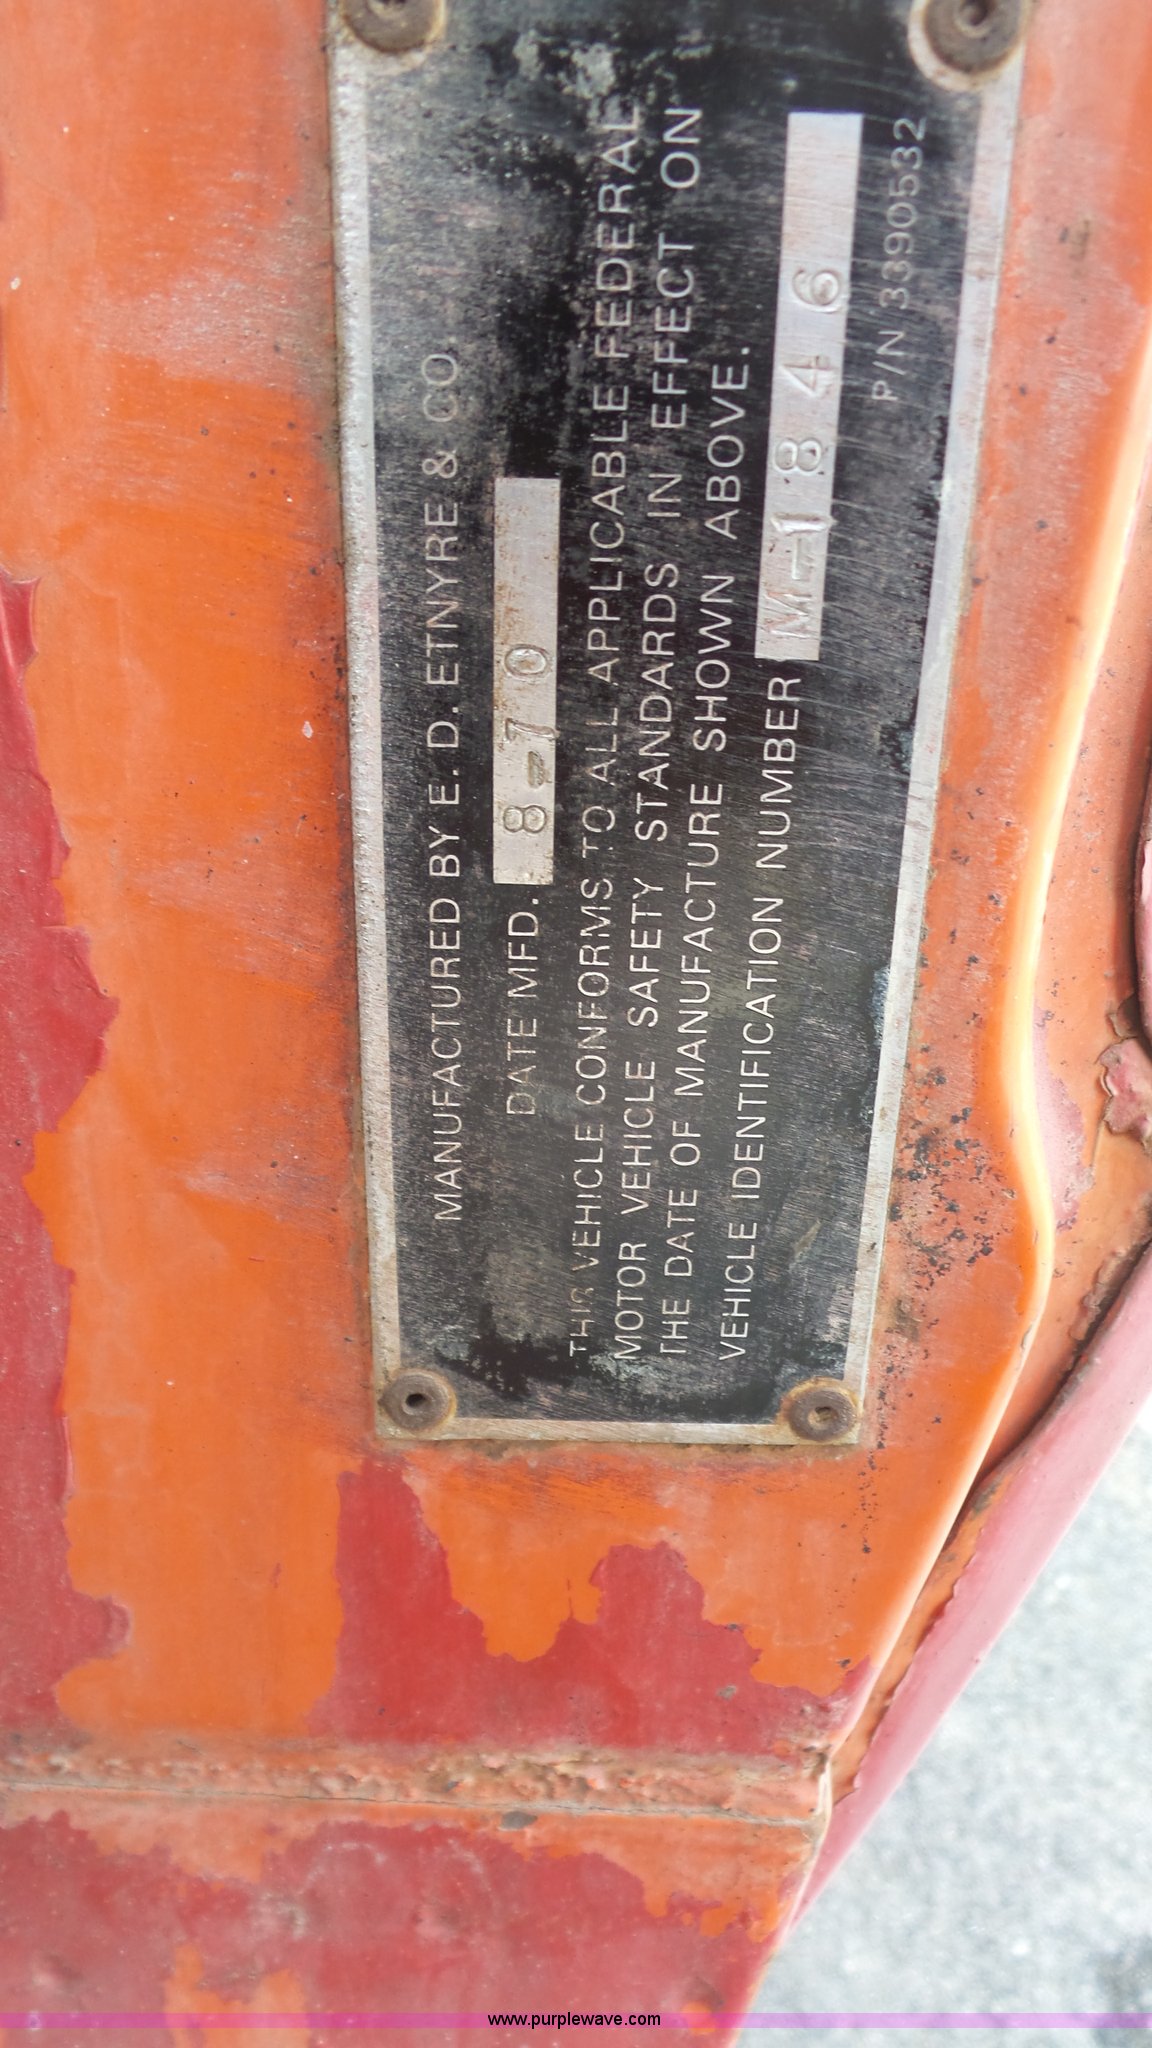 MANUFACTURED BY E. D. ETNYRE & CO.
DATE MFD. 8-70
THIS VEHICLE CONFORMS TO ALL APPLICABLE FEDERAL
MOTOR VEHICLE SAFETY STANDARDS IN EFFECT ON
THE DATE OF MANUFACTURE SHOWN ABOVE.
VEHICLE IDENTIFICATION NUMBER M-1846
P/N 3390532
www.purplewave.com